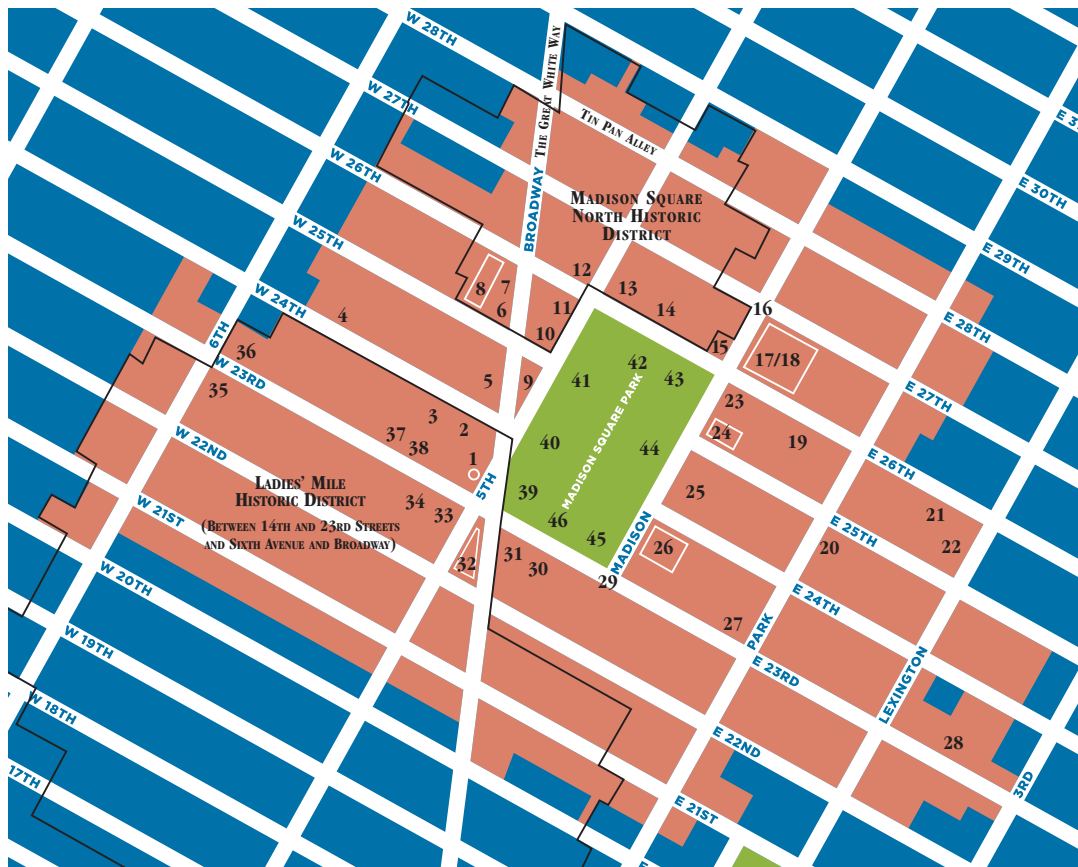 W 28TH
W 27TH
W 26TH
W 25TH
W 24TH
W 23RD
W 22ND
W 21ST
W 20TH
W 19TH
W 18TH
17TH
6TH
5TH
BROADWAY
The Great White Way
Tin Pan Alley
Madison Square
North Historic
District
Ladies' Mile
Historic District
(Between 14th and 23rd Streets
and Sixth Avenue and Broadway)
MADISON SQUARE PARK
MADISON
PARK
LEXINGTON
3RD
E 30TH
E 29TH
E 28TH
E 27TH
E 26TH
E 25TH
E 24TH
E 23RD
E 22ND
E 21ST
1
2
3
4
5
6
7
8
9
10
11
12
13
14
15
16
17/18
19
20
21
22
23
24
25
26
27
28
29
30
31
32
33
34
35
36
37
38
39
40
41
42
43
44
45
46